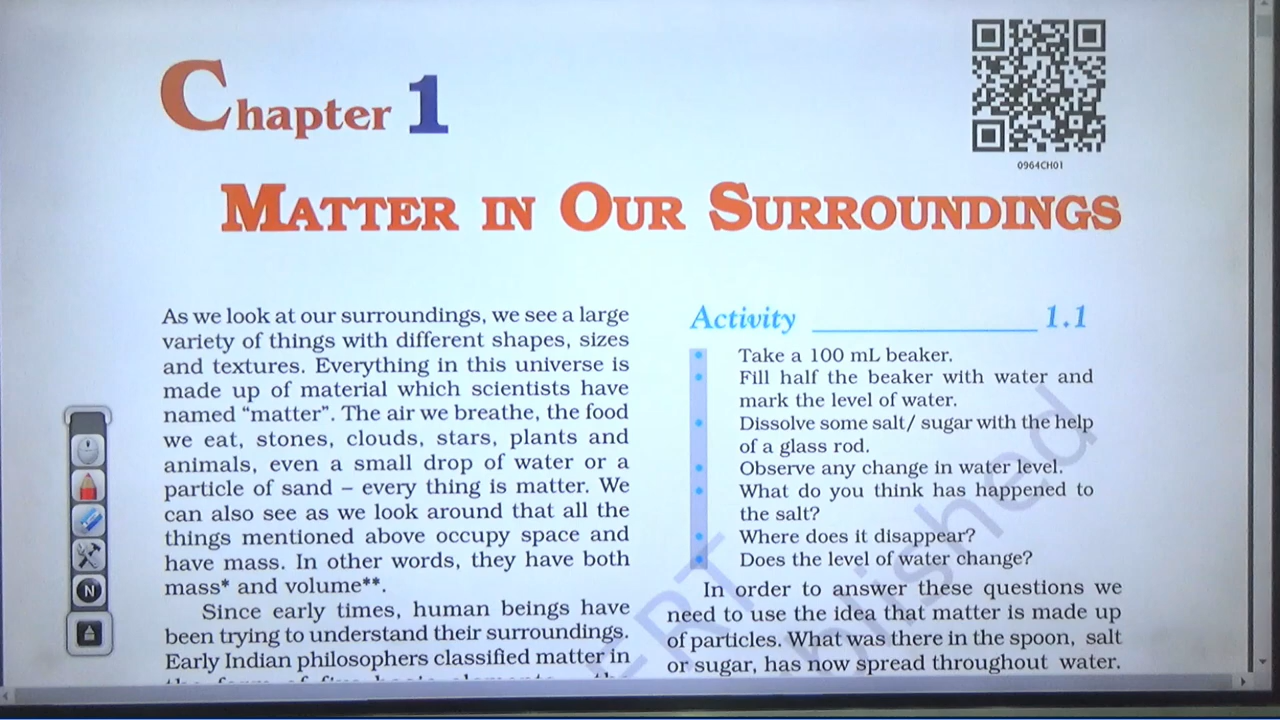 Chapter 1
0964CH01
MATTER IN OUR SURROUNDINGS
As we look at our surroundings, we see a large
variety of things with different shapes, sizes
and textures. Everything in this universe is
made up of material which scientists have
named “matter”. The air we breathe, the food
we eat, stones, clouds, stars, plants and
animals, even a small drop of water or a
particle of sand – every thing is matter. We
can also see as we look around that all the
things mentioned above occupy space and
have mass. In other words, they have both
mass* and volume**.
Since early times, human beings have
been trying to understand their surroundings.
Early Indian philosophers classified matter in
Activity 1.1
• Take a 100 mL beaker.
• Fill half the beaker with water and
mark the level of water.
• Dissolve some salt/ sugar with the help
of a glass rod.
• Observe any change in water level.
• What do you think has happened to
the salt?
• Where does it disappear?
• Does the level of water change?
In order to answer these questions we
need to use the idea that matter is made up
of particles. What was there in the spoon, salt
or sugar, has now spread throughout water.
N